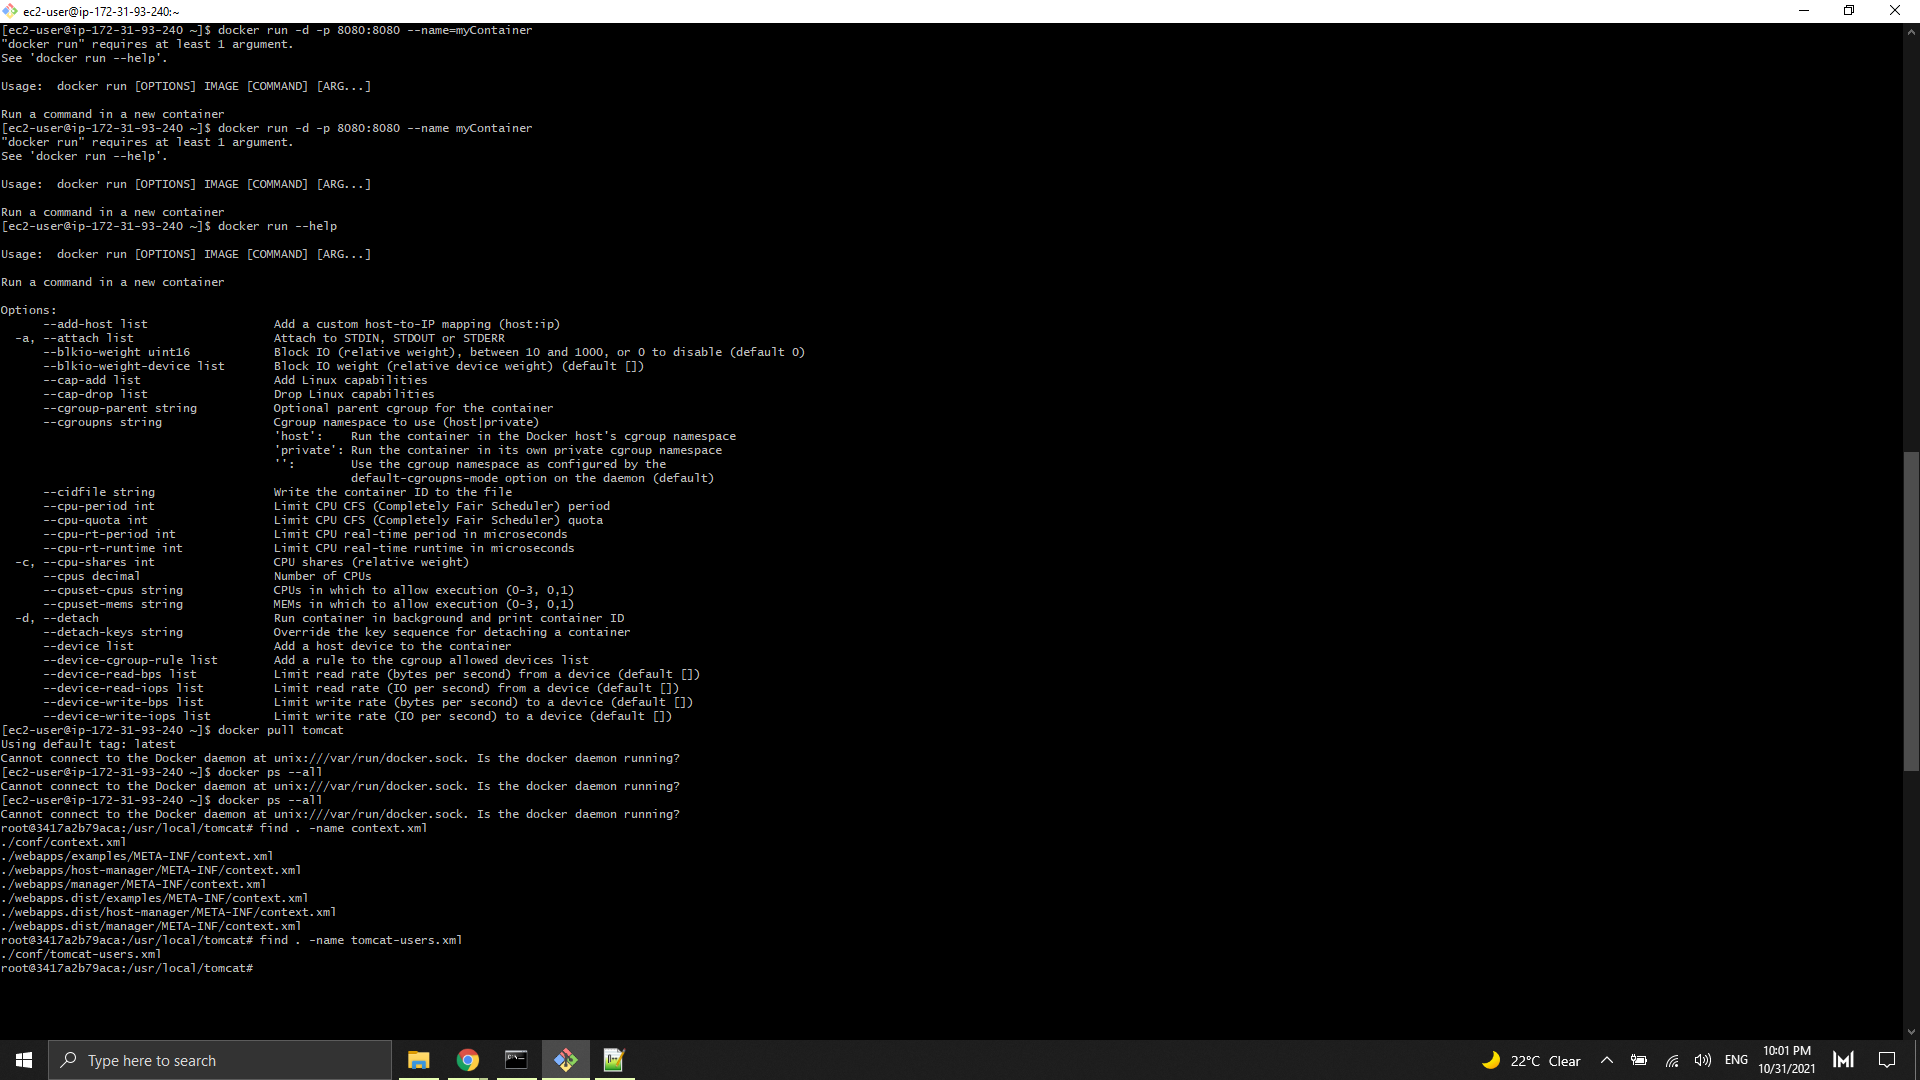 ec2-user@ip-172-31-93-240:~
[ec2-user@ip-172-31-93-240 ~]$ docker run -d -p 8080:8080 --name=myContainer
"docker run" requires at least 1 argument.
See 'docker run --help'.
Usage:  docker run [OPTIONS] IMAGE [COMMAND] [ARG...]
Run a command in a new container
[ec2-user@ip-172-31-93-240 ~]$ docker run -d -p 8080:8080 --name myContainer
"docker run" requires at least 1 argument.
See 'docker run --help'.
Usage:  docker run [OPTIONS] IMAGE [COMMAND] [ARG...]
Run a command in a new container
[ec2-user@ip-172-31-93-240 ~]$ docker run --help
Usage:  docker run [OPTIONS] IMAGE [COMMAND] [ARG...]
Run a command in a new container
Options:
      --add-host list                  Add a custom host-to-IP mapping (host:ip)
  -a, --attach list                    Attach to STDIN, STDOUT or STDERR
      --blkio-weight uint16            Block IO (relative weight), between 10 and 1000, or 0 to disable (default 0)
      --blkio-weight-device list       Block IO weight (relative device weight) (default [])
      --cap-add list                   Add Linux capabilities
      --cap-drop list                  Drop Linux capabilities
      --cgroup-parent string           Optional parent cgroup for the container
      --cgroupns string                Cgroup namespace to use (host|private)
                                       'host':    Run the container in the Docker host's cgroup namespace
                                       'private': Run the container in its own private cgroup namespace
                                       '':        Use the cgroup namespace as configured by the
                                                  default-cgroupns-mode option on the daemon (default)
      --cidfile string                 Write the container ID to the file
      --cpu-period int                 Limit CPU CFS (Completely Fair Scheduler) period
      --cpu-quota int                  Limit CPU CFS (Completely Fair Scheduler) quota
      --cpu-rt-period int              Limit CPU real-time period in microseconds
      --cpu-rt-runtime int             Limit CPU real-time runtime in microseconds
  -c, --cpu-shares int                 CPU shares (relative weight)
      --cpus decimal                   Number of CPUs
      --cpuset-cpus string             CPUs in which to allow execution (0-3, 0,1)
      --cpuset-mems string             MEMs in which to allow execution (0-3, 0,1)
  -d, --detach                         Run container in background and print container ID
      --detach-keys string             Override the key sequence for detaching a container
      --device list                    Add a host device to the container
      --device-cgroup-rule list        Add a rule to the cgroup allowed devices list
      --device-read-bps list           Limit read rate (bytes per second) from a device (default [])
      --device-read-iops list          Limit read rate (IO per second) from a device (default [])
      --device-write-bps list          Limit write rate (bytes per second) to a device (default [])
      --device-write-iops list         Limit write rate (IO per second) to a device (default [])
[ec2-user@ip-172-31-93-240 ~]$ docker pull tomcat
Using default tag: latest
Cannot connect to the Docker daemon at unix:///var/run/docker.sock. Is the docker daemon running?
[ec2-user@ip-172-31-93-240 ~]$ docker ps --all
Cannot connect to the Docker daemon at unix:///var/run/docker.sock. Is the docker daemon running?
[ec2-user@ip-172-31-93-240 ~]$ docker ps --all
Cannot connect to the Docker daemon at unix:///var/run/docker.sock. Is the docker daemon running?
root@3417a2b79aca:/usr/local/tomcat# find . -name context.xml
./conf/context.xml
./webapps/examples/META-INF/context.xml
./webapps/host-manager/META-INF/context.xml
./webapps/manager/META-INF/context.xml
./webapps.dist/examples/META-INF/context.xml
./webapps.dist/host-manager/META-INF/context.xml
./webapps.dist/manager/META-INF/context.xml
root@3417a2b79aca:/usr/local/tomcat# find . -name tomcat-users.xml
./conf/tomcat-users.xml
root@3417a2b79aca:/usr/local/tomcat#
Type here to search
22°C Clear
ENG
10:01 PM
10/31/2021